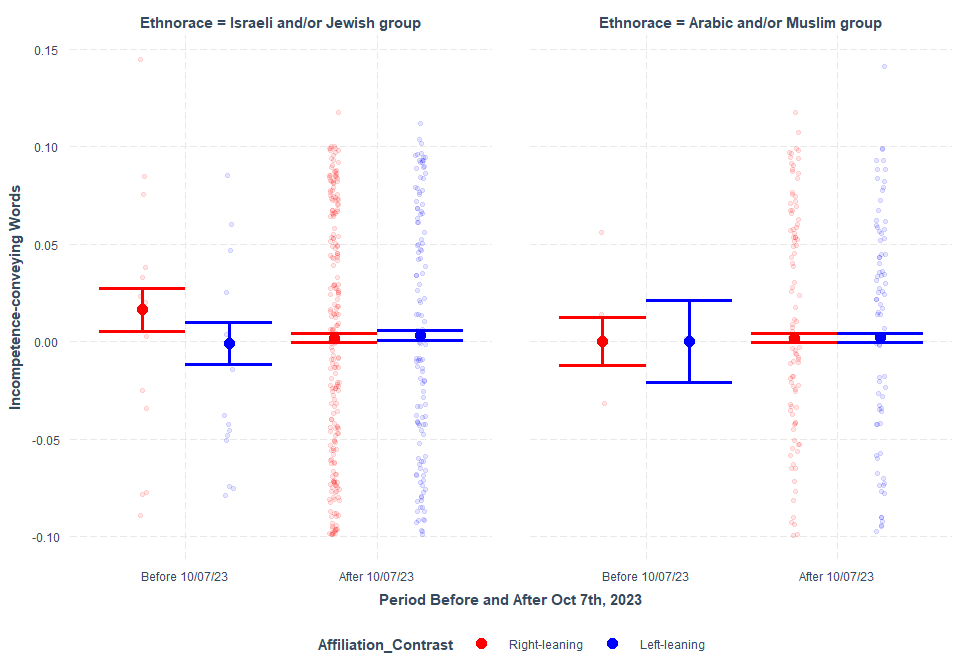 Ethnorace = Israeli and/or Jewish group
Ethnorace = Arabic and/or Muslim group
Incompetence-conveying Words
0.15
0.10
0.05
0.00
-0.05
-0.10
Before 10/07/23
After 10/07/23
Before 10/07/23
After 10/07/23
Period Before and After Oct 7th, 2023
Affiliation_Contrast
Right-leaning
Left-leaning